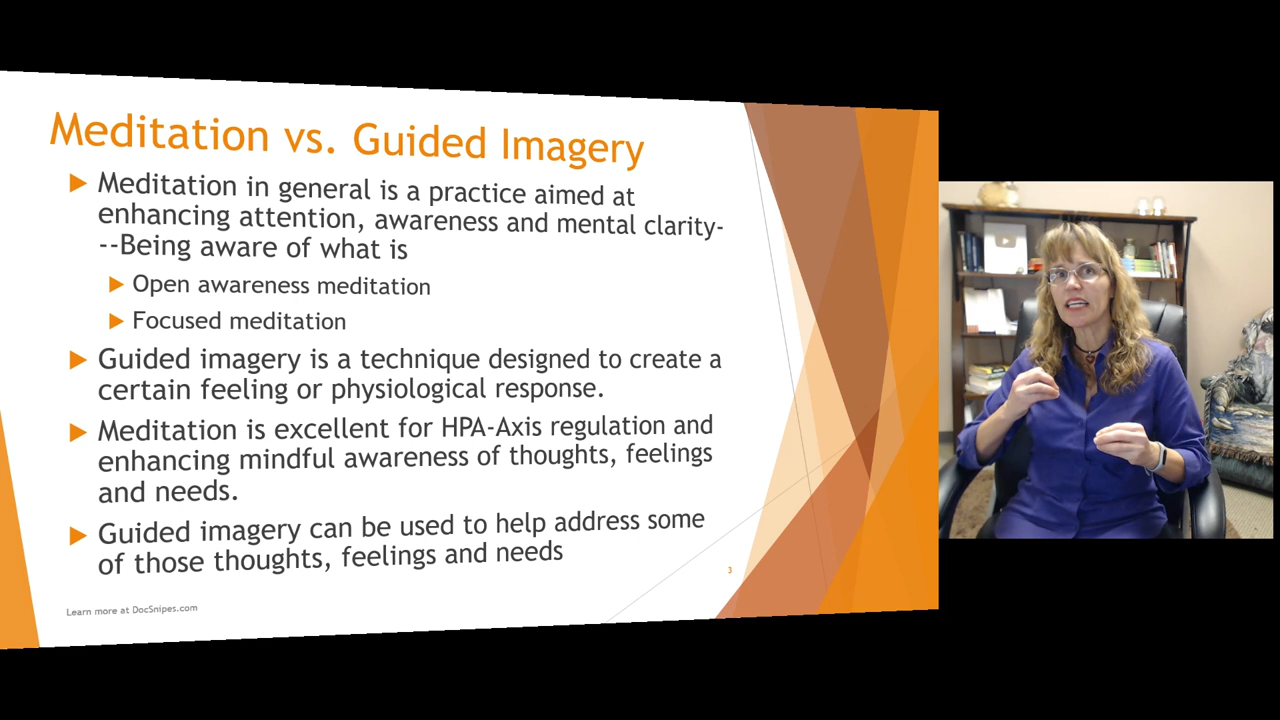 Meditation vs. Guided Imagery
Meditation in general is a practice aimed at
enhancing attention, awareness and mental clarity-
--Being aware of what is
Open awareness meditation
Focused meditation
Guided imagery is a technique designed to create a
certain feeling or physiological response.
Meditation is excellent for HPA-Axis regulation and
enhancing mindful awareness of thoughts, feelings
and needs.
Guided imagery can be used to help address some
of those thoughts, feelings and needs
3
Learn more at DocSnipes.com